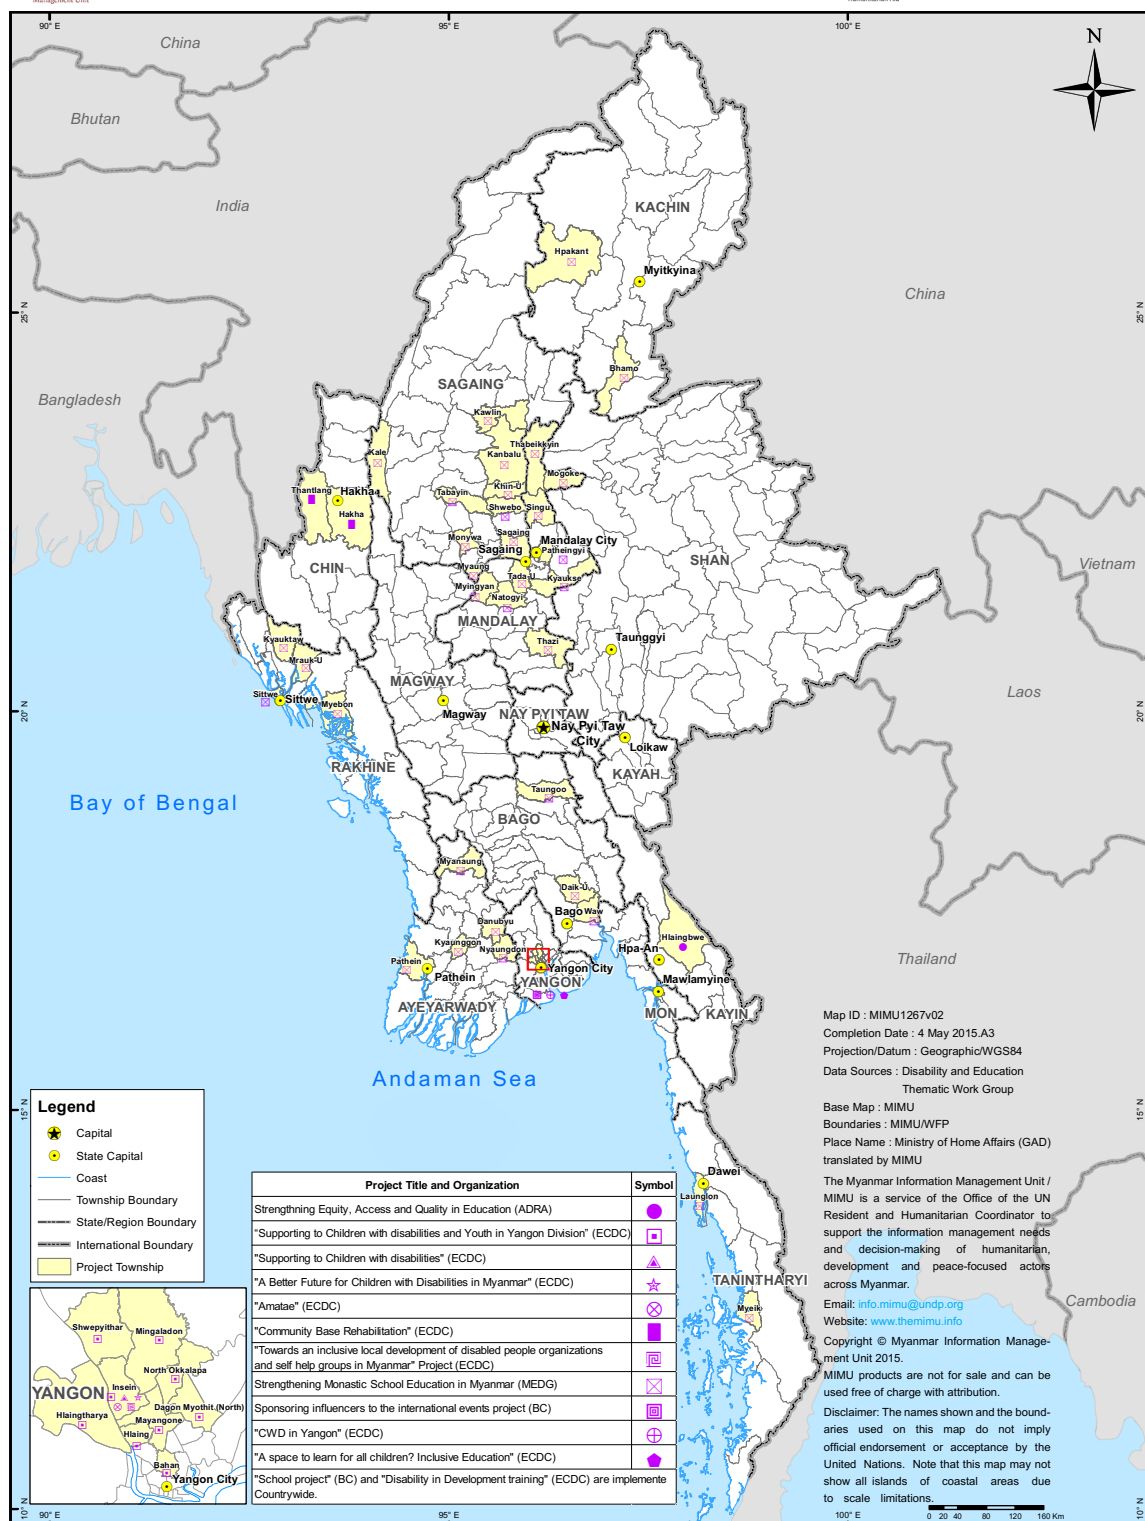 Management Unit
90° E
95° E
100° E
China
N
Bhutan
India
KACHIN
Hpakant
Myitkyina
China
25° N
25° N
Bhamo
SAGAING
Bangladesh
Kawlin
Thabeikkyin
Kanbalu
Kale
Mogoke
Khin-U
Thantlang
Hakha
Tabayin
Shwebo
Singu
Hakha
Monywa
Sagaing
Mandalay City
Sagaing
Patheingyi
CHIN
SHAN
Vietnam
Myaung
Tada-U
Kyaukse
Myingyan
Natogyi
MANDALAY
Kyauktaw
Thazi
Taunggyi
Mrauk-U
MAGWAY
Laos
Sittwe
Sittwe
Myebon
Magway
NAY PYI TAW
Nay Pyi Taw
City
20° N
20° N
Loikaw
RAKHINE
KAYAH
Taungoo
Bay of Bengal
BAGO
Myanaung
Daik-U
Bago
Waw
Danubyu
Hlaingbwe
Kyaunggon
Nyaungdon
Hpa-An
Thailand
Pathein
Pathein
Yangon City
YANGON
Mawlamyine
AYEYARWADY
MON
KAYIN
Andaman Sea
15° N
15° N
Dawei
Launglon
TANINTHARYI
Myeik
Cambodia
Map ID : MIMU1267v02
Completion Date : 4 May 2015.A3
Projection/Datum : Geographic/WGS84
Data Sources : Disability and Education
Thematic Work Group
Base Map : MIMU
Boundaries : MIMU/WFP
Place Name : Ministry of Home Affairs (GAD)
translated by MIMU
The Myanmar Information Management Unit /
MIMU is a service of the Office of the UN
Resident and Humanitarian Coordinator to
support the information management needs
and decision-making of humanitarian,
development and peace-focused actors
across Myanmar.
Email: info.mimu@undp.org
Website: www.themimu.info
Copyright © Myanmar Information Manage-
ment Unit 2015.
MIMU products are not for sale and can be
used free of charge with attribution.
Disclaimer: The names shown and the bound-
aries used on this map do not imply
official endorsement or acceptance by the
United Nations. Note that this map may not
show all islands of coastal areas due
to scale limitations.
0 20 40 80 120 160 Km
Legend
Capital
State Capital
Coast
Township Boundary
State/Region Boundary
International Boundary
Project Township
Project Title and Organization
Symbol
Strengthning Equity, Access and Quality in Education (ADRA)
"Supporting to Children with disabilities and Youth in Yangon Division" (ECDC)
"Supporting to Children with disabilities" (ECDC)
"A Better Future for Children with Disabilities in Myanmar" (ECDC)
"Amatae" (ECDC)
"Community Base Rehabilitation" (ECDC)
"Towards an inclusive local development of disabled people organizations
and self help groups in Myanmar" Project (ECDC)
Strengthening Monastic School Education in Myanmar (MEDG)
Sponsoring influencers to the international events project (BC)
"CWD in Yangon" (ECDC)
"A space to learn for all children? Inclusive Education" (ECDC)
"School project" (BC) and "Disability in Development training" (ECDC) are implemente
Countrywide.
Shwepyithar
Mingaladon
North Okkalapa
YANGON
Insein
Dagon Myothit (North)
Hlaingtharya
Mayangone
Hlaing
Bahan
Yangon City
10° N
90° E
95° E
100° E
10° N